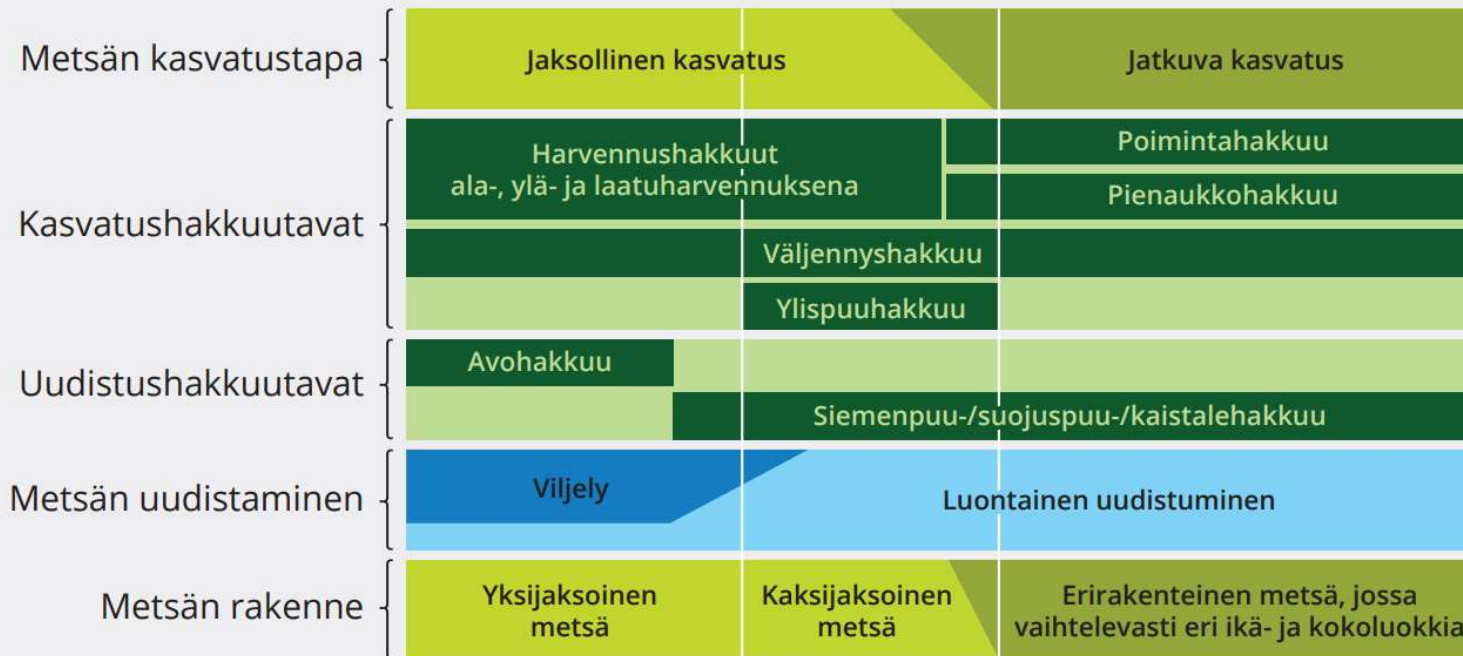 Metsän kasvatustapa
Jaksollinen kasvatus
Jatkuva kasvatus
Kasvatushakkuutavat
Harvennushakkuut
ala-, ylä- ja laatuharvennuksena
Poimintahakkuu
Pienaukkohakkuu
Väljennyshakkuu
Ylispuuhakkuu
Uudistushakkuutavat
Avohakkuu
Siemenpuu-/suojuspuu-/kaistalehakkuu
Metsän uudistaminen
Viljely
Luontainen uudistuminen
Metsän rakenne
Yksijaksoinen
metsä
Kaksijaksoinen
metsä
Erirakenteinen metsä, jossa
vaihtelevasti eri ikä- ja kokoluokkia